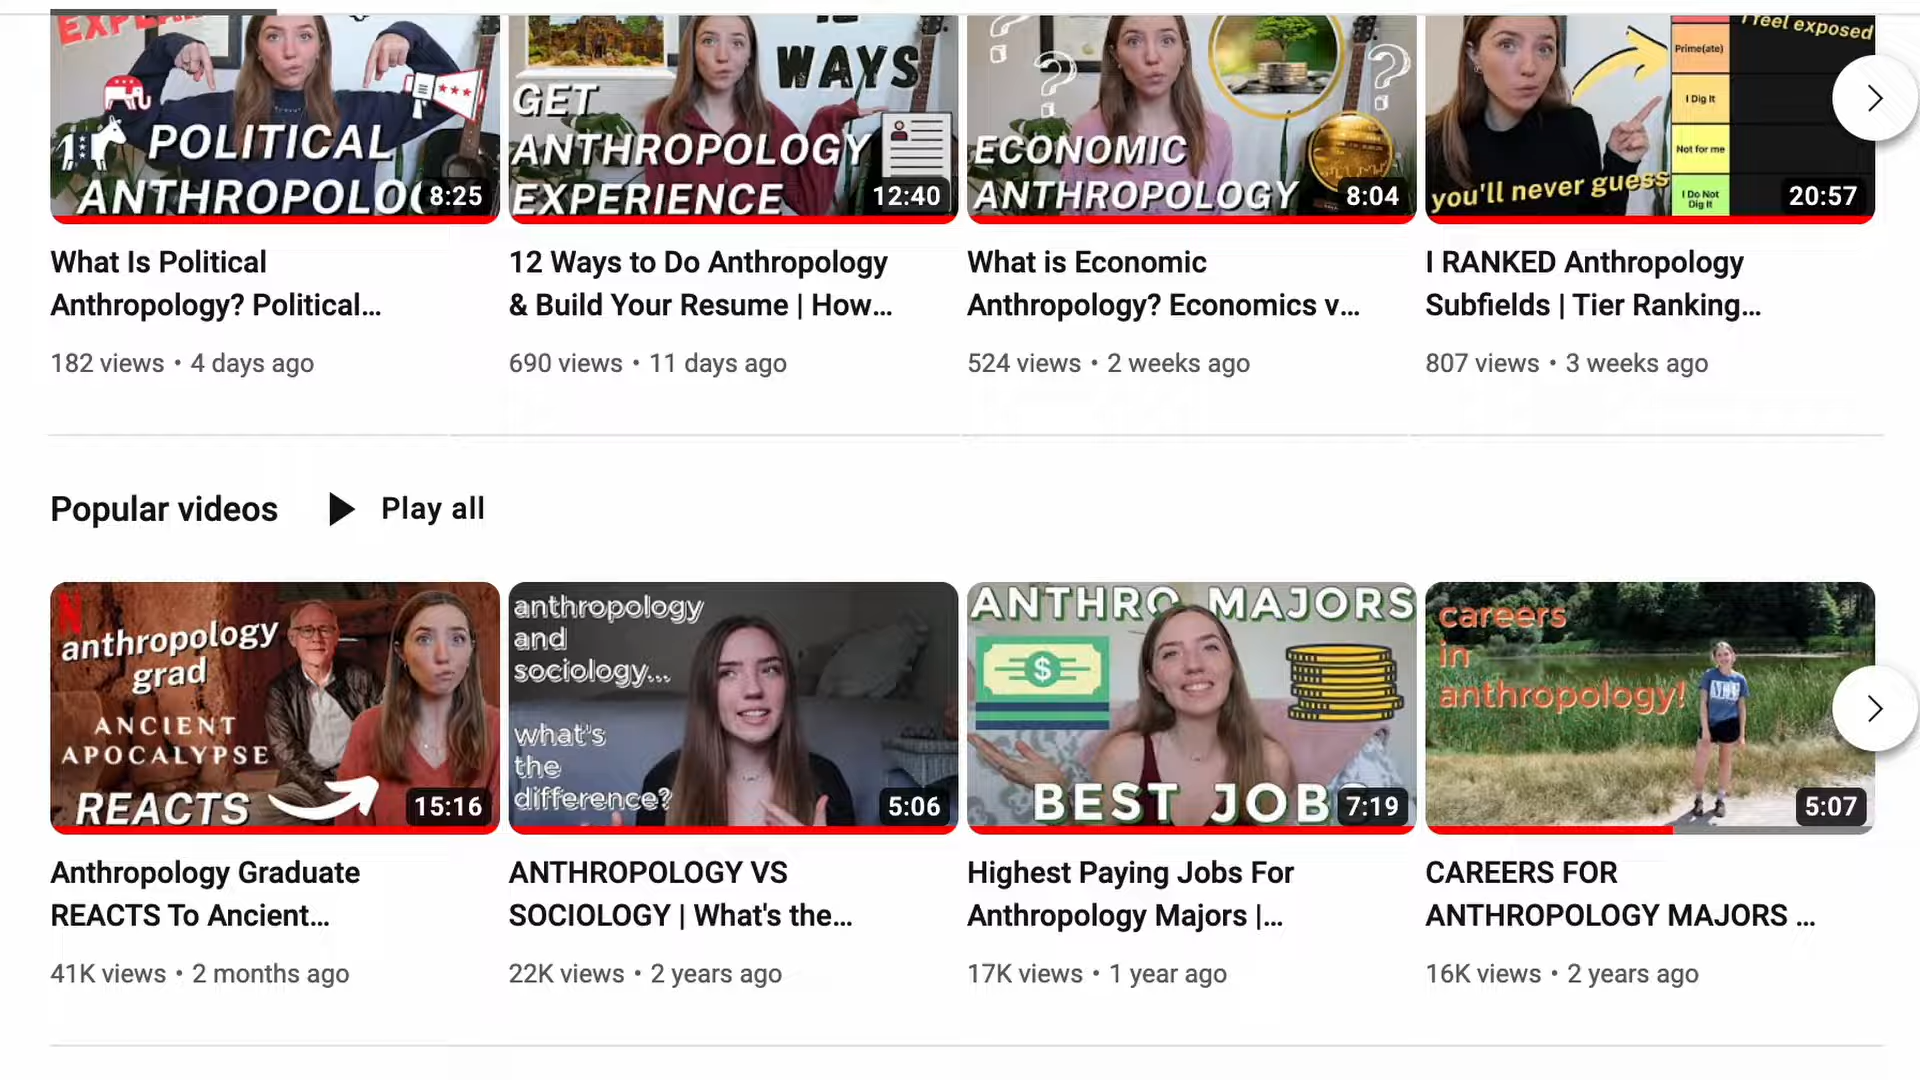 POLITICAL
ANTHROPOLO
8:25
WAYS
GET
ANTHROPOLOGY
EXPERIENCE
12:40
ECONOMIC
ANTHROPOLOGY
8:04
I feel exposed
Prime(ate)
I Dig It
Not for me
I Do Not
Dig It
you'll never guess
20:57
What Is Political
Anthropology? Political...
182 views • 4 days ago
12 Ways to Do Anthropology
& Build Your Resume | How...
690 views • 11 days ago
What is Economic
Anthropology? Economics v...
524 views • 2 weeks ago
I RANKED Anthropology
Subfields | Tier Ranking...
807 views • 3 weeks ago
Popular videos
Play all
N
anthropology
grad
ANCIENT
APOCALYPSE
REACTS
15:16
anthropology
and
sociology...
what's
the
difference?
5:06
ANTHRO MAJORS
$
BEST JOB
7:19
careers
in
anthropology!
5:07
Anthropology Graduate
REACTS To Ancient...
41K views • 2 months ago
ANTHROPOLOGY VS
SOCIOLOGY | What's the...
22K views • 2 years ago
Highest Paying Jobs For
Anthropology Majors |...
17K views • 1 year ago
CAREERS FOR
ANTHROPOLOGY MAJORS ...
16K views • 2 years ago